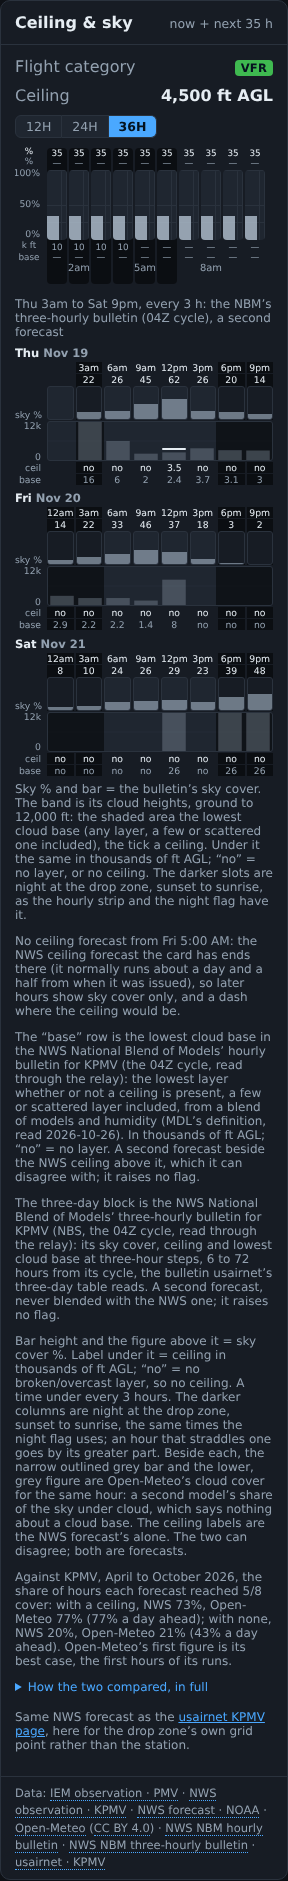 Ceiling & sky now + next 35 h
Flight category VFR
Ceiling 4,500 ft AGL
12H 24H 36H
% 35 35 35 35 35 35 35 35 35 35
% — — — — — — — — — —
100%
50%
0%
k ft 10 10 10 10 — — — — — —
base — — — — — — — — — —
2am 5am 8am
Thu 3am to Sat 9pm, every 3 h: the NBM’s
three-hourly bulletin (04Z cycle), a second
forecast
Thu Nov 19
3am 6am 9am 12pm 3pm 6pm 9pm
22 26 45 62 26 20 14
sky %
12k
0
ceil no no no 3.5 no no no
base 16 6 2 2.4 3.7 3.1 3
Fri Nov 20
12am 3am 6am 9am 12pm 3pm 6pm 9pm
14 22 33 46 37 18 3 2
sky %
12k
0
ceil no no no no no no no no
base 2.9 2.2 2.2 1.4 8 no no no
Sat Nov 21
12am 3am 6am 9am 12pm 3pm 6pm 9pm
8 10 24 26 29 23 39 48
sky %
12k
0
ceil no no no no no no no no
base no no no no 26 no 26 26
Sky % and bar = the bulletin’s sky cover.
The band is its cloud heights, ground to
12,000 ft: the shaded area the lowest
cloud base (any layer, a few or scattered
one included), the tick a ceiling. Under it
the same in thousands of ft AGL; “no” =
no layer, or no ceiling. The darker slots are
night at the drop zone, sunset to sunrise,
as the hourly strip and the night flag have
it.
No ceiling forecast from Fri 5:00 AM: the
NWS ceiling forecast the card has ends
there (it normally runs about a day and a
half from when it was issued), so later
hours show sky cover only, and a dash
where the ceiling would be.
The “base” row is the lowest cloud base in
the NWS National Blend of Models’ hourly
bulletin for KPMV (the 04Z cycle, read
through the relay): the lowest layer
whether or not a ceiling is present, a few
or scattered layer included, from a blend
of models and humidity (MDL’s definition,
read 2026-10-26). In thousands of ft AGL;
“no” = no layer. A second forecast beside
the NWS ceiling above it, which it can
disagree with; it raises no flag.
The three-day block is the NWS National
Blend of Models’ three-hourly bulletin for
KPMV (NBS, the 04Z cycle, read through
the relay): its sky cover, ceiling and lowest
cloud base at three-hour steps, 6 to 72
hours from its cycle, the bulletin usairnet’s
three-day table reads. A second forecast,
never blended with the NWS one; it raises
no flag.
Bar height and the figure above it = sky
cover %. Label under it = ceiling in
thousands of ft AGL; “no” = no
broken/overcast layer, so no ceiling. A
time under every 3 hours. The darker
columns are night at the drop zone,
sunset to sunrise, the same times the
night flag uses; an hour that straddles one
goes by its greater part. Beside each, the
narrow outlined grey bar and the lower,
grey figure are Open-Meteo’s cloud cover
for the same hour: a second model’s share
of the sky under cloud, which says nothing
about a cloud base. The ceiling labels are
the NWS forecast’s alone. The two can
disagree; both are forecasts.
Against KPMV, April to October 2026, the
share of hours each forecast reached 5/8
cover: with a ceiling, NWS 73%, Open-
Meteo 77% (77% a day ahead); with none,
NWS 20%, Open-Meteo 21% (43% a day
ahead). Open-Meteo’s first figure is its
best case, the first hours of its runs.
▶ How the two compared, in full
Same NWS forecast as the usairnet KPMV
page, here for the drop zone’s own grid
point rather than the station.
Data: IEM observation · PMV · NWS
observation · KPMV · NWS forecast · NOAA ·
Open-Meteo (CC BY 4.0) · NWS NBM hourly
bulletin · NWS NBM three-hourly bulletin ·
usairnet · KPMV